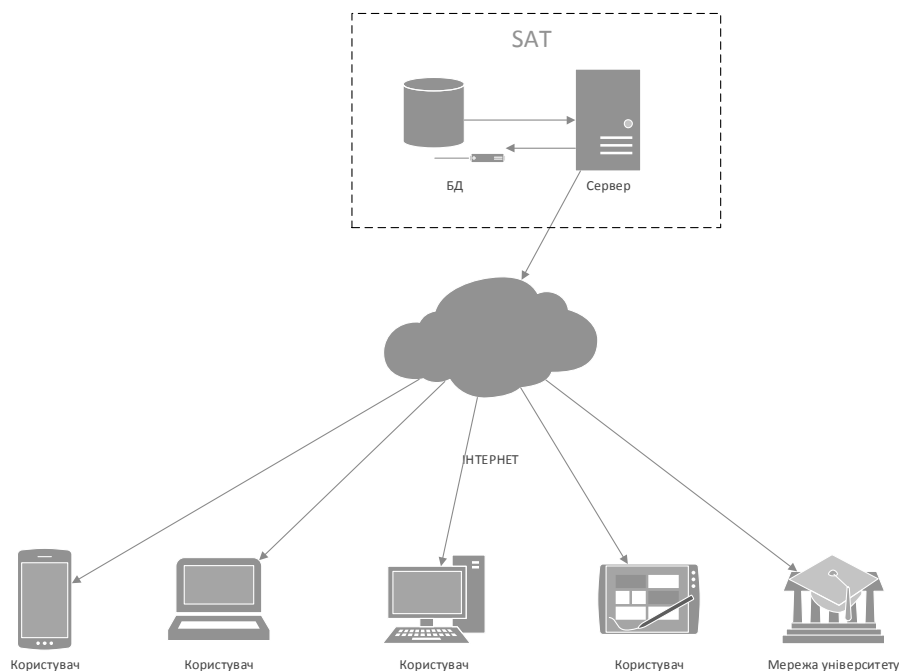 SAT
БД
Сервер
ІНТЕРНЕТ
Користувач
Користувач
Користувач
Користувач
Мережа університету